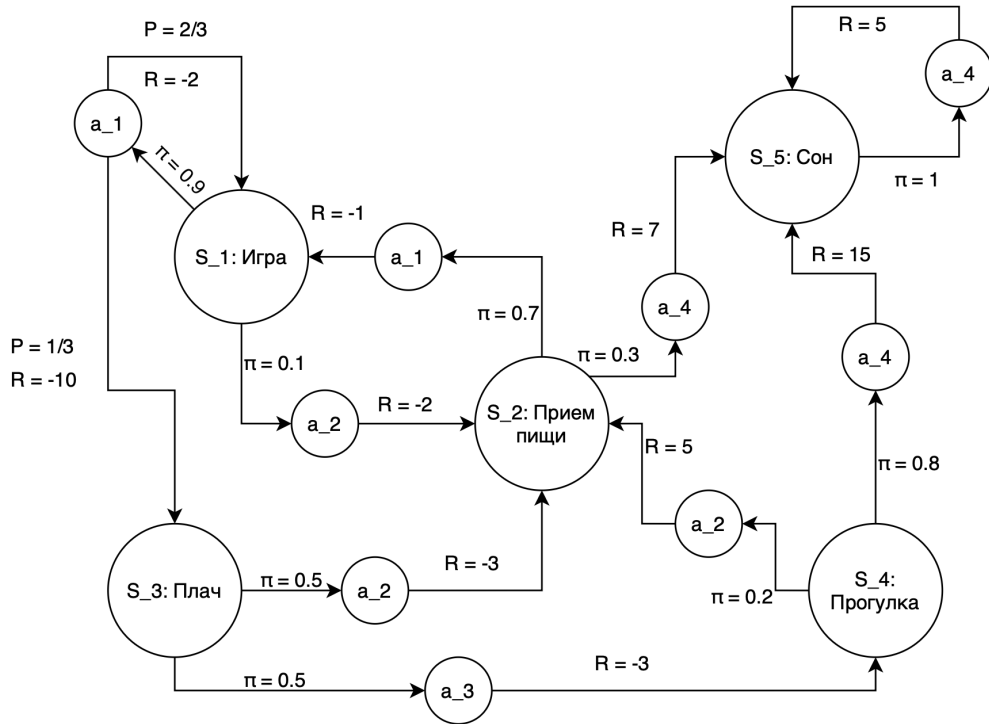 P = 2/3
R = -2
R = 5
a_4
a_1
π = 0.9
S_5: Сон
π = 1
R = -1
R = 7
S_1: Игра
a_1
R = 15
π = 0.7
a_4
P = 1/3
R = -10
π = 0.1
π = 0.3
a_4
a_2
R = -2
S_2: Прием
пищи
R = 5
π = 0.8
a_2
S_3: Плач
π = 0.5
a_2
R = -3
π = 0.2
S_4:
Прогулка
π = 0.5
a_3
R = -3